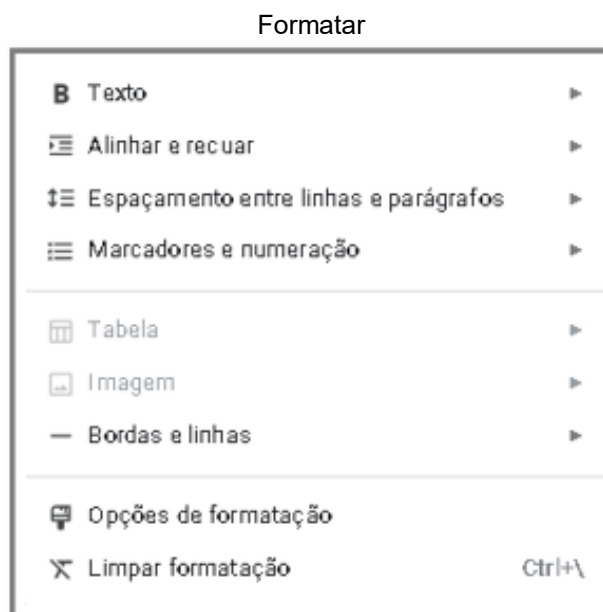 Formatar
B Texto
Alinhar e recuar
Espaçamento entre linhas e parágrafos
Marcadores e numeração
Tabela
Imagem
Bordas e linhas
Opções de formatação
Limpar formatação Ctrl+\